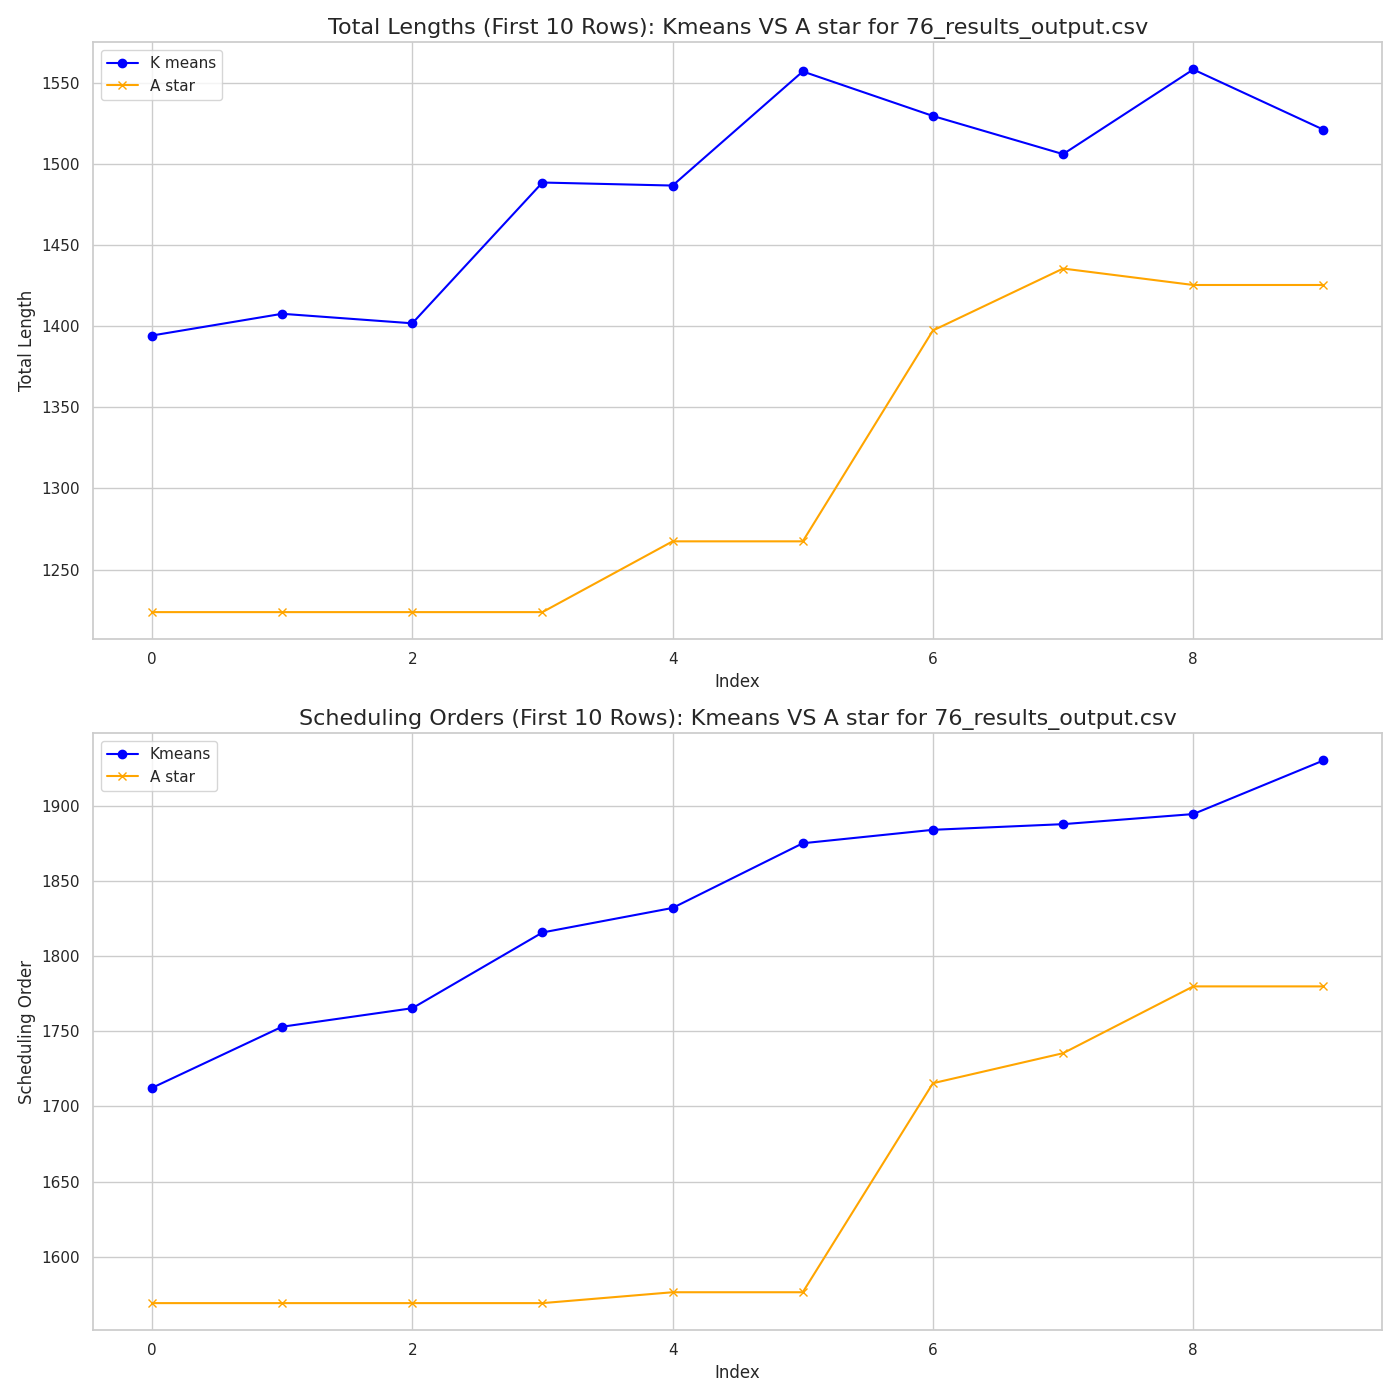 Total Lengths (First 10 Rows): Kmeans VS A star for 76_results_output.csv
K means
A star
Total Length
1550
1500
1450
1400
1350
1300
1250
0 2 4 6 8
Index
Scheduling Orders (First 10 Rows): Kmeans VS A star for 76_results_output.csv
Kmeans
A star
Scheduling Order
1900
1850
1800
1750
1700
1650
1600
0 2 4 6 8
Index